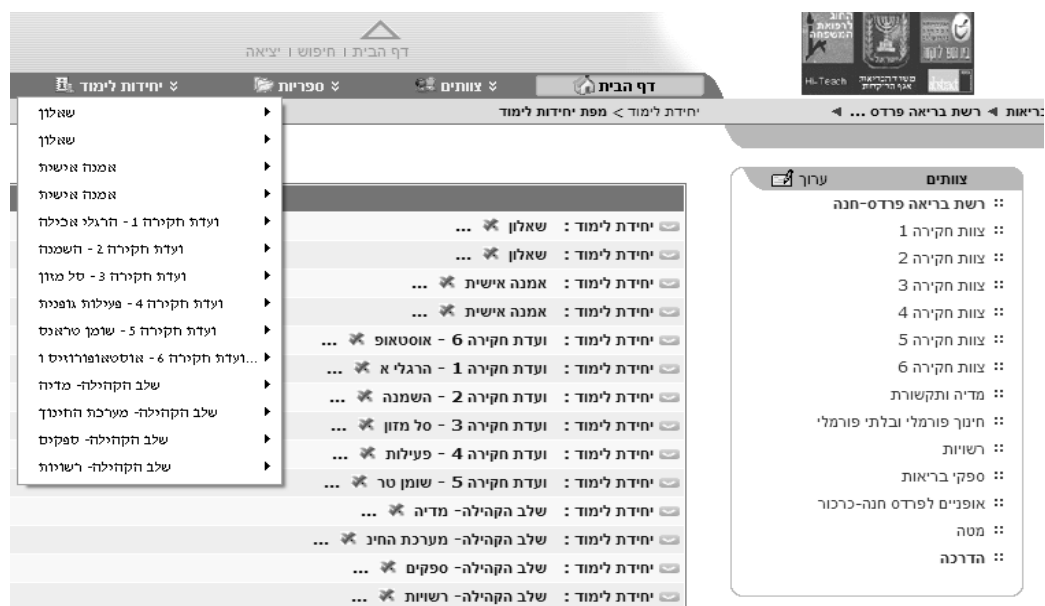 דף הבית ו חיפוש ו יציאה
החוג לרפואת המשפחה
Hi-Teach
משרד הבריאות
דף הבית
צוותים
ספריות
יחידות לימוד
בריאות ◄ רשת בריאה פרדס ... ◄
יחידת לימוד > מפת יחידות לימוד
צוותים
ערוך
רשת בריאה פרדס-חנה
צוות חקירה 1
צוות חקירה 2
צוות חקירה 3
צוות חקירה 4
צוות חקירה 5
צוות חקירה 6
מדיה ותקשורת
חינוך פורמלי ובלתי פורמלי
רשויות
ספקי בריאות
אופניים לפרדס חנה-כרכור
מטה
הדרכה
יחידת לימוד : שאלון ...
יחידת לימוד : שאלון ...
יחידת לימוד : אמנה אישית ...
יחידת לימוד : אמנה אישית ...
יחידת לימוד : ועדת חקירה 6 - אוסטאופ ...
יחידת לימוד : ועדת חקירה 1 - הרגלי א ...
יחידת לימוד : ועדת חקירה 2 - השמנה ...
יחידת לימוד : ועדת חקירה 3 - סל מזון ...
יחידת לימוד : ועדת חקירה 4 - פעילות ...
יחידת לימוד : ועדת חקירה 5 - שומן טר ...
יחידת לימוד : שלב הקהילה- מדיה ...
יחידת לימוד : שלב הקהילה- מערכת החינ ...
יחידת לימוד : שלב הקהילה- ספקים ...
יחידת לימוד : שלב הקהילה- רשויות ...
שאלון
שאלון
אמנה אישית
אמנה אישית
ועדת חקירה 1 - הרגלי אכילה
ועדת חקירה 2 - השמנה
ועדת חקירה 3 - סל מזון
ועדת חקירה 4 - פעילות גופנית
ועדת חקירה 5 - שומן טראנס
ועדת חקירה 6 - אוסטאופורוזיס ו...
שלב הקהילה- מדיה
שלב הקהילה- מערכת החינוך
שלב הקהילה- ספקים
שלב הקהילה- רשויות